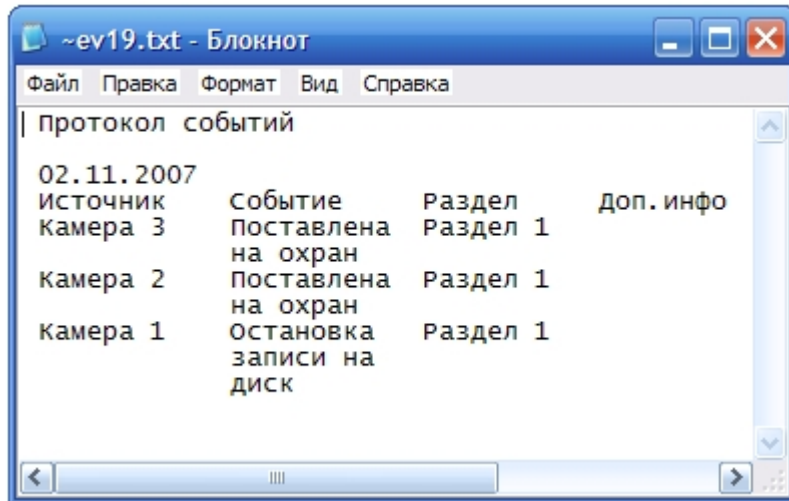 ~ev19.txt - Блокнот
Файл Правка Формат Вид Справка
Протокол событий
02.11.2007
Источник Событие Раздел Доп.инфо
Камера 3 Поставлена Раздел 1
на охран
Камера 2 Поставлена Раздел 1
на охран
Камера 1 Остановка Раздел 1
записи на
диск